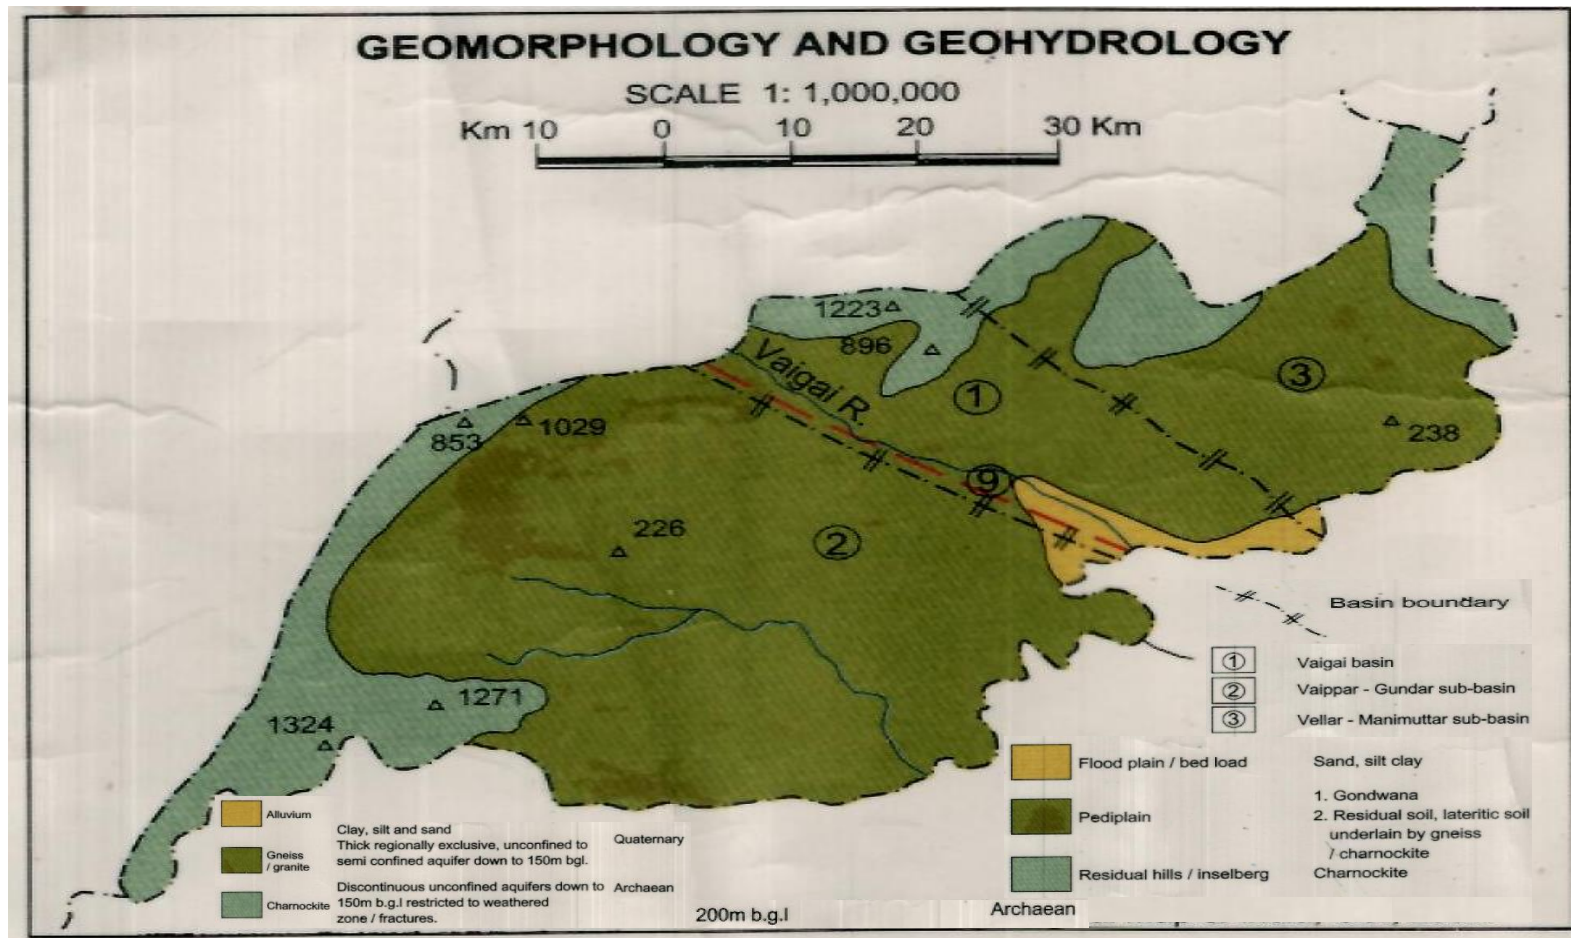 GEOMORPHOLOGY AND GEOHYDROLOGY
SCALE 1: 1,000,000
Km 10 0 10 20 30 Km
1223
896
Vaigai R.
1
3
853
1029
238
9
226
2
1271
1324
Basin boundary
1 Vaigai basin
2 Vaippar - Gundar sub-basin
3 Vellar - Manimuttar sub-basin
Flood plain / bed load Sand, silt clay
Pediplain
1. Gondwana
2. Residual soil, lateritic soil
underlain by gneiss
/ charnockite
Residual hills / inselberg Charnockite
Archaean
Alluvium
Gneiss
/ granite
Charnockite
Clay, silt and sand
Thick regionally exclusive, unconfined to
semi confined aquifer down to 150m bgl.
Quaternary
Discontinuous unconfined aquifers down to
150m b.g.l restricted to weathered
zone / fractures.
Archaean
200m b.g.l